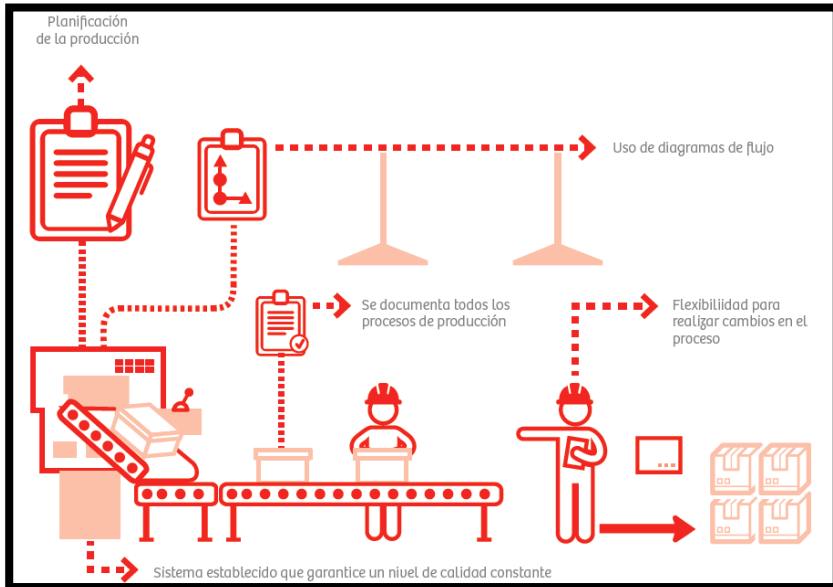 Planificación
de la producción
Uso de diagramas de flujo
Se documenta todos los
procesos de producción
Flexibiliidad para
realizar cambios en el
proceso
Sistema establecido que garantice un nivel de calidad constante